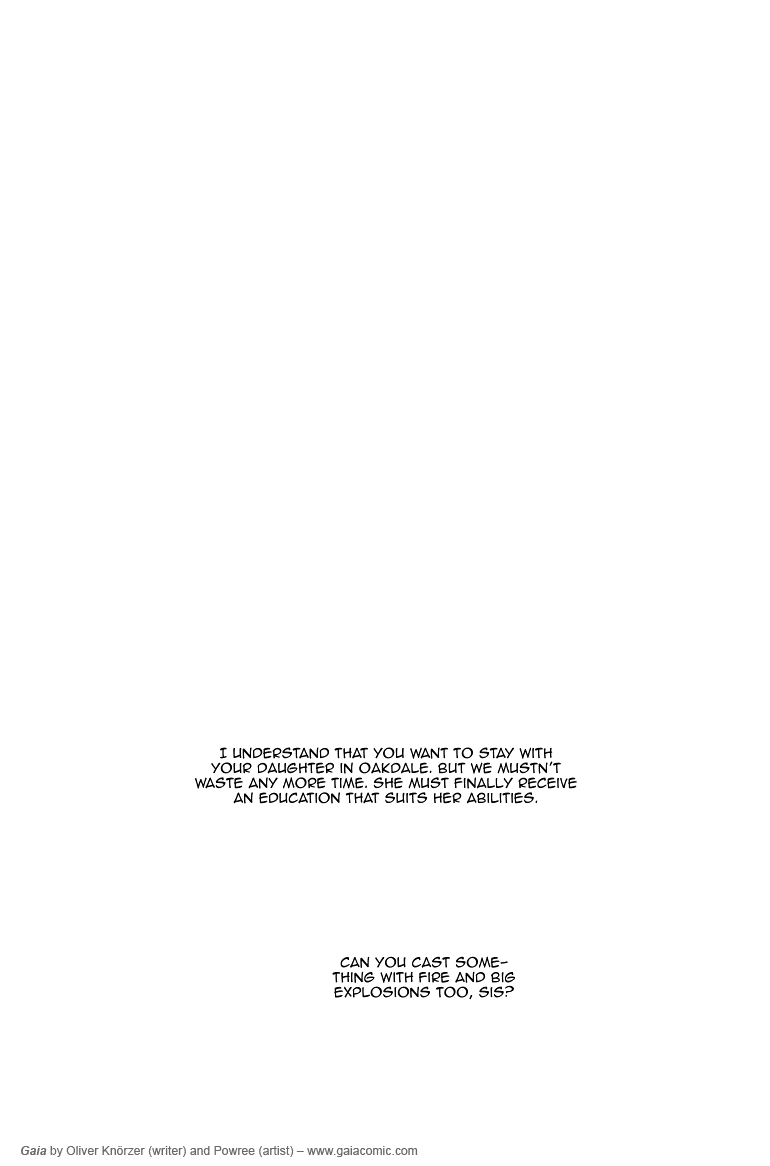 I UNDERSTAND THAT YOU WANT TO STAY WITH
YOUR DAUGHTER IN OAKDALE. BUT WE MUSTN'T
WASTE ANY MORE TIME. SHE MUST FINALLY RECEIVE
AN EDUCATION THAT SUITS HER ABILITIES.
CAN YOU CAST SOME-
THING WITH FIRE AND BIG
EXPLOSIONS TOO, SIS?
Gaia by Oliver Knörzer (writer) and Powree (artist) – www.gaiacomic.com